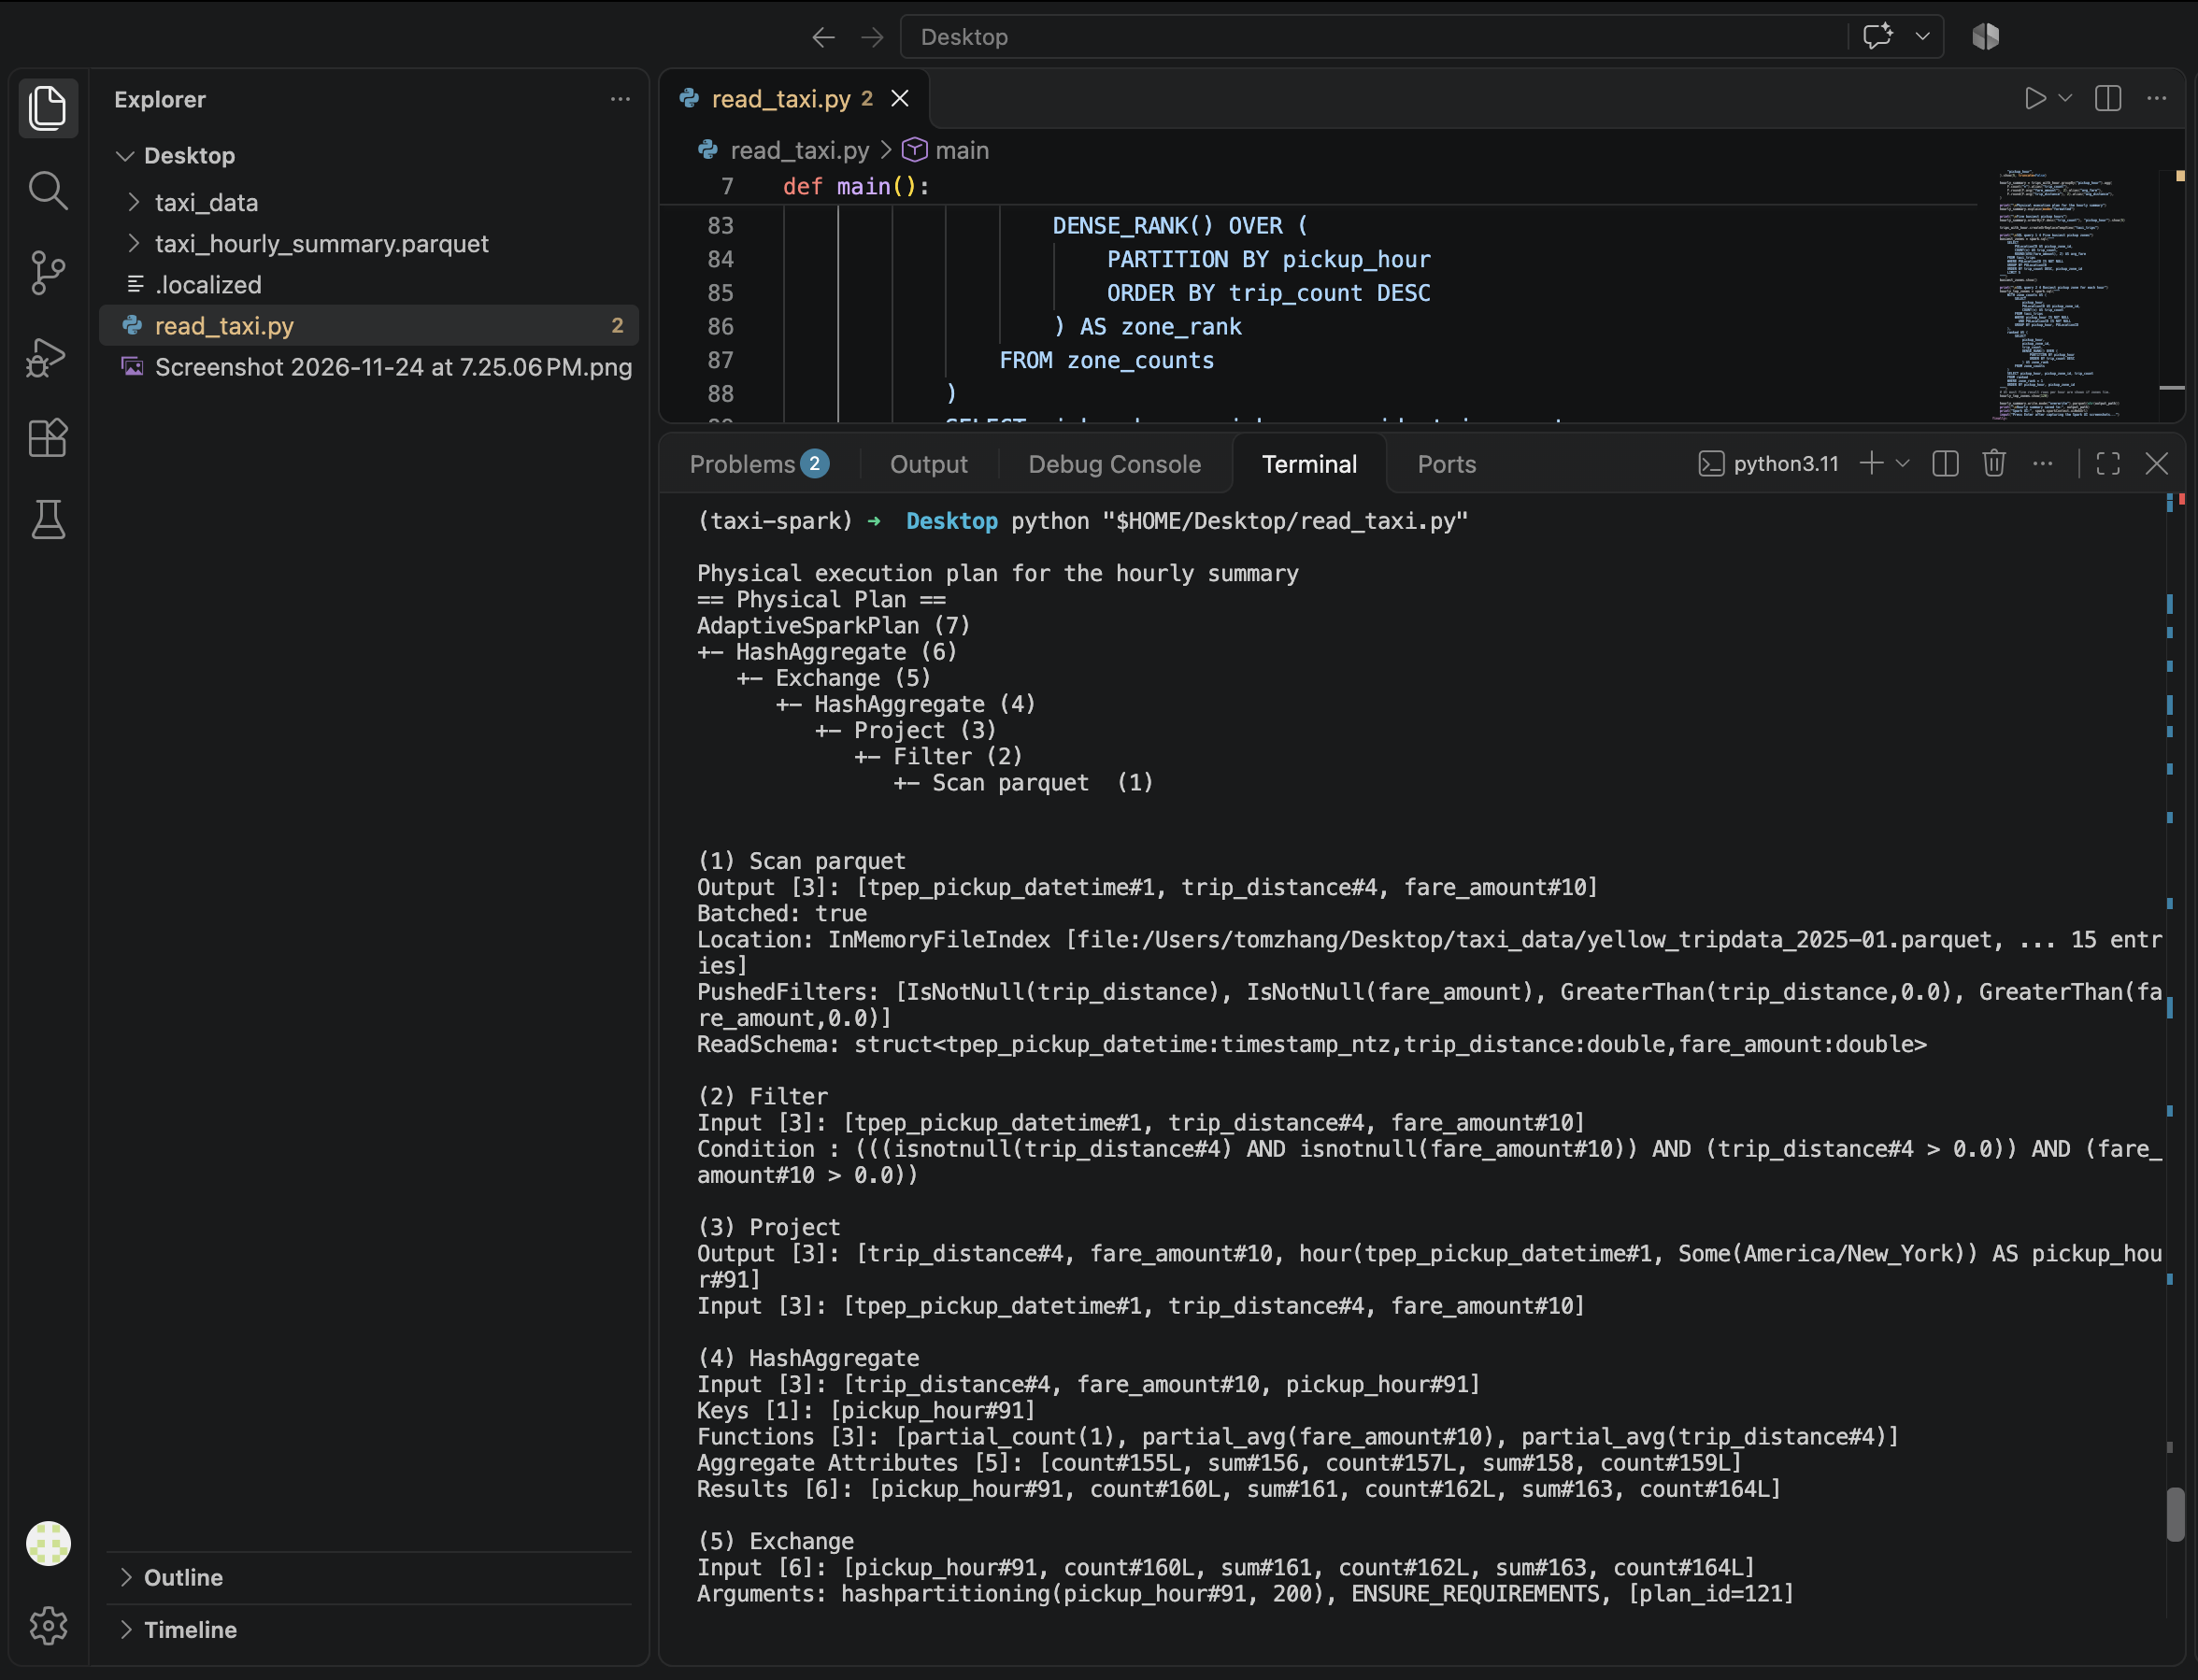 Desktop
Explorer
Desktop
taxi_data
taxi_hourly_summary.parquet
.localized
read_taxi.py 2
Screenshot 2026-11-24 at 7.25.06 PM.png
Outline
Timeline
read_taxi.py 2
read_taxi.py > main
7 def main():
83 DENSE_RANK() OVER (
84 PARTITION BY pickup_hour
85 ORDER BY trip_count DESC
86 ) AS zone_rank
87 FROM zone_counts
88 )
Problems 2 Output Debug Console Terminal Ports python3.11
(taxi-spark) → Desktop python "$HOME/Desktop/read_taxi.py"
Physical execution plan for the hourly summary
== Physical Plan ==
AdaptiveSparkPlan (7)
+- HashAggregate (6)
+- Exchange (5)
+- HashAggregate (4)
+- Project (3)
+- Filter (2)
+- Scan parquet  (1)
(1) Scan parquet
Output [3]: [tpep_pickup_datetime#1, trip_distance#4, fare_amount#10]
Batched: true
Location: InMemoryFileIndex [file:/Users/tomzhang/Desktop/taxi_data/yellow_tripdata_2025-01.parquet, ... 15 entr
ies]
PushedFilters: [IsNotNull(trip_distance), IsNotNull(fare_amount), GreaterThan(trip_distance,0.0), GreaterThan(fa
re_amount,0.0)]
ReadSchema: struct<tpep_pickup_datetime:timestamp_ntz,trip_distance:double,fare_amount:double>
(2) Filter
Input [3]: [tpep_pickup_datetime#1, trip_distance#4, fare_amount#10]
Condition : (((isnotnull(trip_distance#4) AND isnotnull(fare_amount#10)) AND (trip_distance#4 > 0.0)) AND (fare_
amount#10 > 0.0))
(3) Project
Output [3]: [trip_distance#4, fare_amount#10, hour(tpep_pickup_datetime#1, Some(America/New_York)) AS pickup_hou
r#91]
Input [3]: [tpep_pickup_datetime#1, trip_distance#4, fare_amount#10]
(4) HashAggregate
Input [3]: [trip_distance#4, fare_amount#10, pickup_hour#91]
Keys [1]: [pickup_hour#91]
Functions [3]: [partial_count(1), partial_avg(fare_amount#10), partial_avg(trip_distance#4)]
Aggregate Attributes [5]: [count#155L, sum#156, count#157L, sum#158, count#159L]
Results [6]: [pickup_hour#91, count#160L, sum#161, count#162L, sum#163, count#164L]
(5) Exchange
Input [6]: [pickup_hour#91, count#160L, sum#161, count#162L, sum#163, count#164L]
Arguments: hashpartitioning(pickup_hour#91, 200), ENSURE_REQUIREMENTS, [plan_id=121]